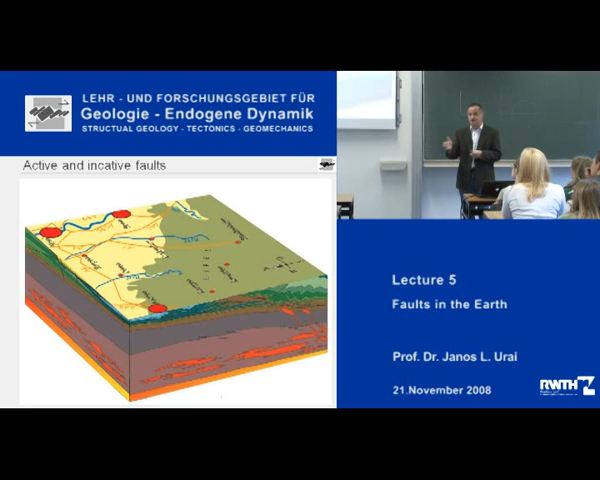 LEHR - UND FORSCHUNGSGEBIET FÜR
Geologie - Endogene Dynamik
STRUCTUAL GEOLOGY - TECTONICS - GEOMECHANICS
Active and incative faults
Lecture 5
Faults in the Earth
Prof. Dr. Janos L. Urai
21.November 2008
RWTH